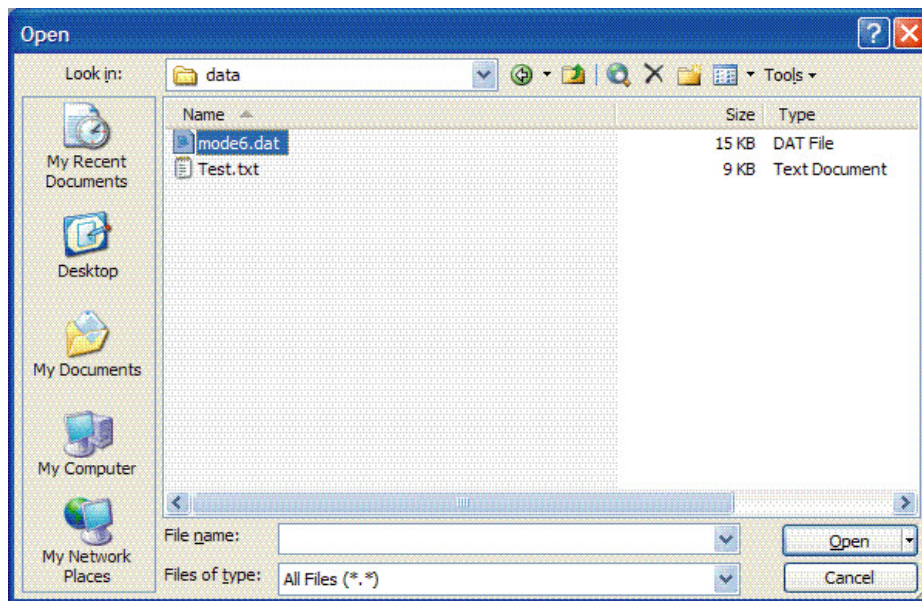 Open
Look in: data Tools
Name Size Type
mode6.dat 15 KB DAT File
Test.txt 9 KB Text Document
My Recent
Documents
Desktop
My Documents
My Computer
My Network
Places
File name: Open
Files of type: All Files (*.*) Cancel